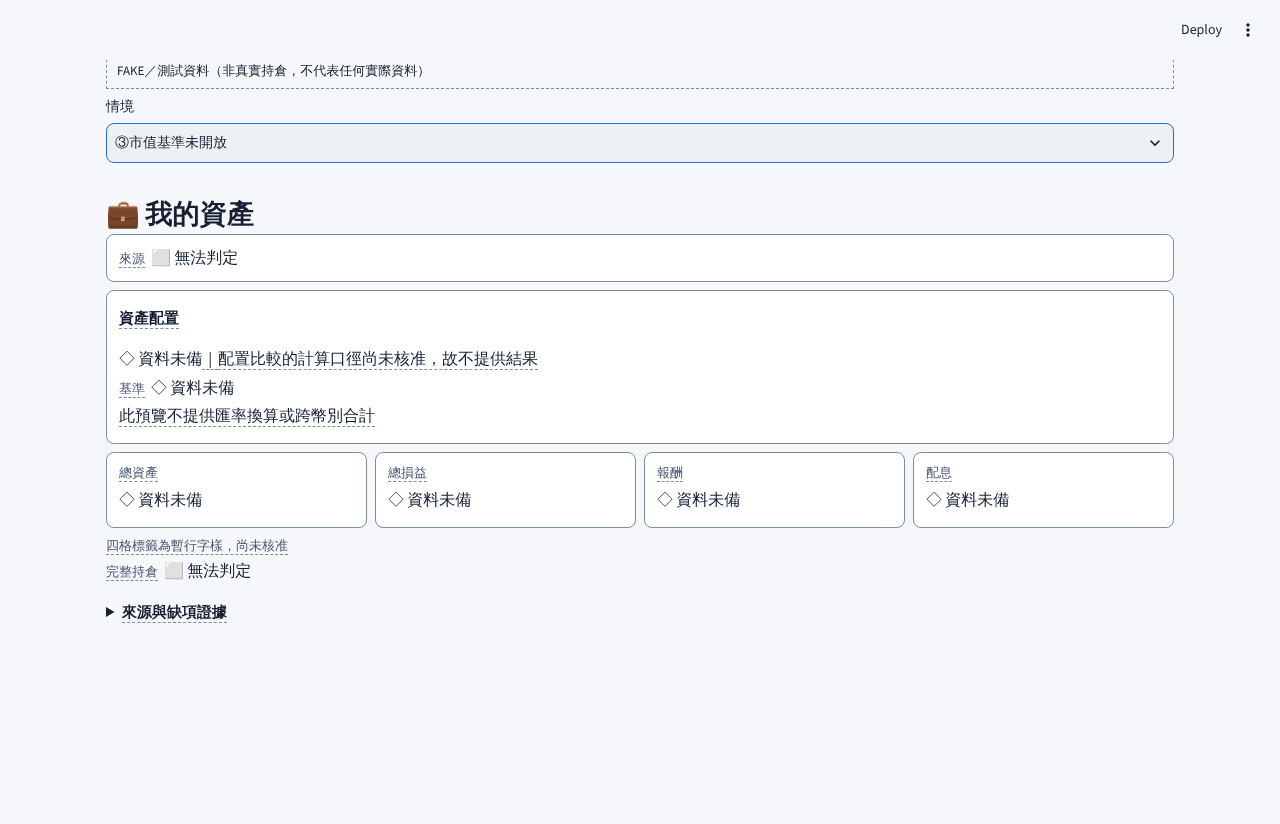 Deploy
FAKE／測試資料（非真實持倉，不代表任何實際資料）
情境
③市值基準未開放
💼 我的資產
來源 ⬜ 無法判定
資產配置
◇ 資料未備｜配置比較的計算口徑尚未核准，故不提供結果
基準 ◇ 資料未備
此預覽不提供匯率換算或跨幣別合計
總資產
◇ 資料未備
總損益
◇ 資料未備
報酬
◇ 資料未備
配息
◇ 資料未備
四格標籤為暫行字樣，尚未核准
完整持倉 ⬜ 無法判定
▶ 來源與缺項證據